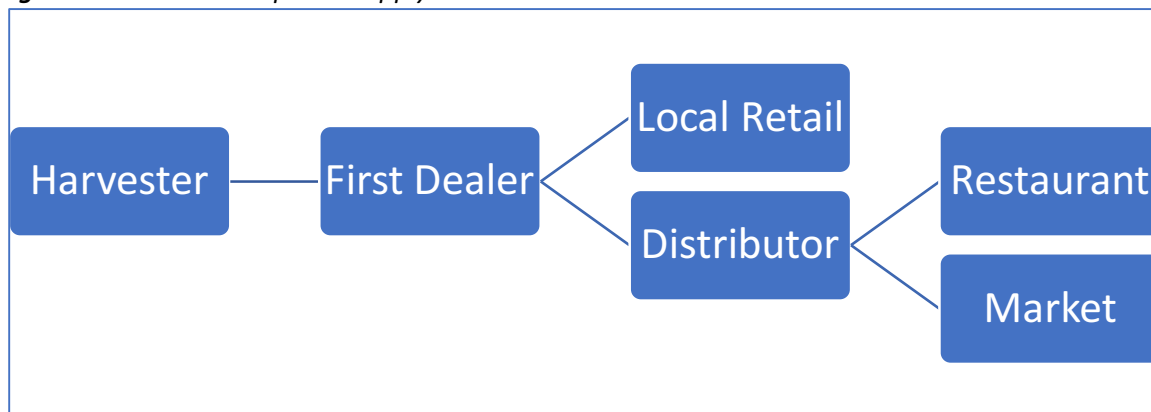 Harvester
First Dealer
Local Retail
Distributor
Restaurant
Market